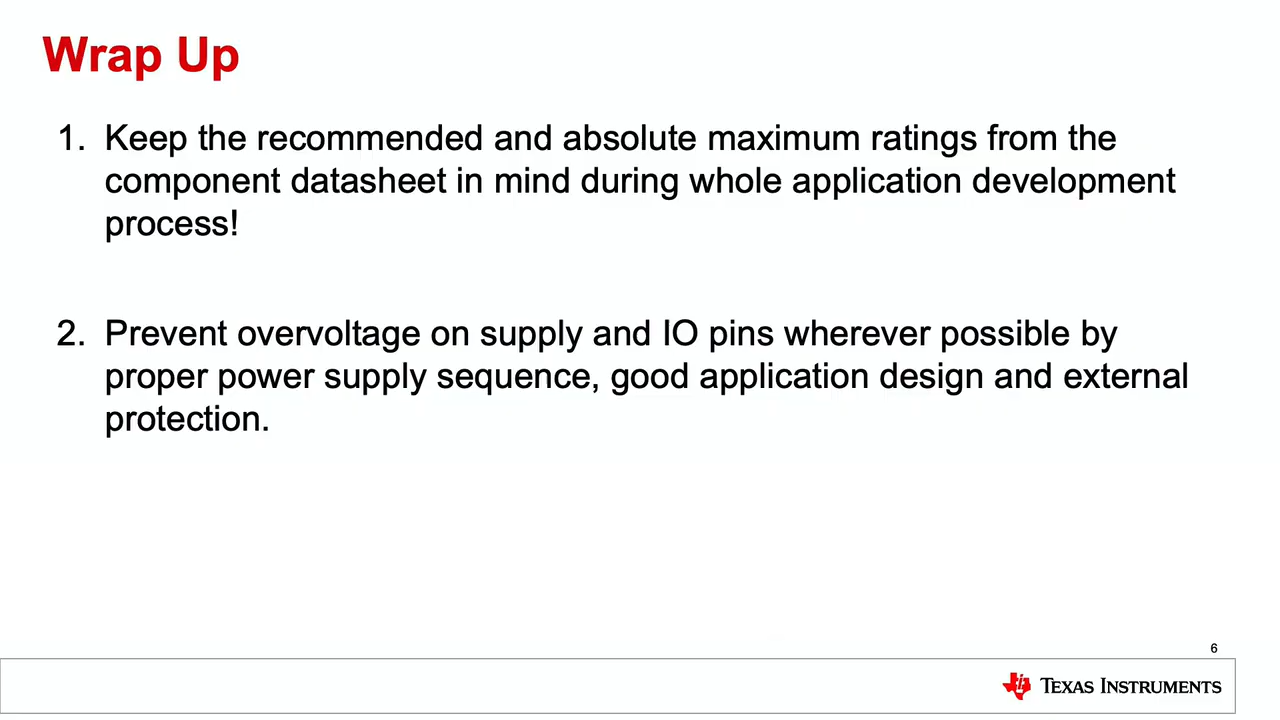 Wrap Up
1. Keep the recommended and absolute maximum ratings from the
component datasheet in mind during whole application development
process!
2. Prevent overvoltage on supply and IO pins wherever possible by
proper power supply sequence, good application design and external
protection.
6
TEXAS INSTRUMENTS